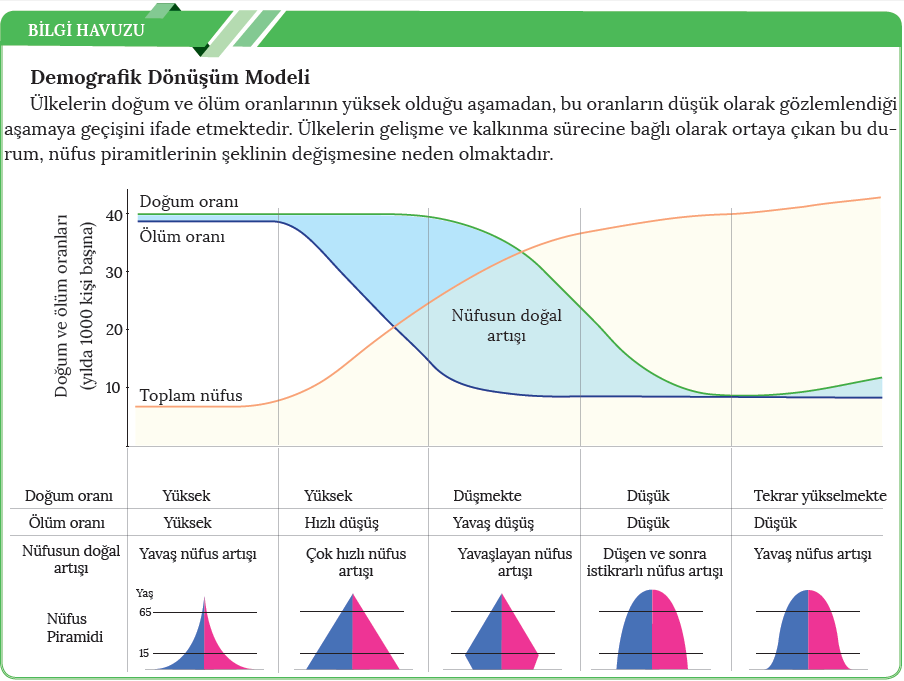 BİLGİ HAVUZU
Demografik Dönüşüm Modeli
Ülkelerin doğum ve ölüm oranlarının yüksek olduğu aşamadan, bu oranların düşük olarak gözlemlendiği
aşamaya geçişini ifade etmektedir. Ülkelerin gelişme ve kalkınma sürecine bağlı olarak ortaya çıkan bu du-
rum, nüfus piramitlerinin şeklinin değişmesine neden olmaktadır.
Doğum ve ölüm oranları
(yılda 1000 kişi başına)
40
30
20
10
Doğum oranı
Ölüm oranı
Nüfusun doğal
artışı
Toplam nüfus
Doğum oranı Yüksek Yüksek Düşmekte Düşük Tekrar yükselmekte
Ölüm oranı Yüksek Hızlı düşüş Yavaş düşüş Düşük Düşük
Nüfusun doğal
artışı
Yavaş nüfus artışı
Çok hızlı nüfus
artışı
Yavaşlayan nüfus
artışı
Düşen ve sonra
istikrarlı nüfus artışı
Yavaş nüfus artışı
Nüfus
Piramidi
Yaş
65
15